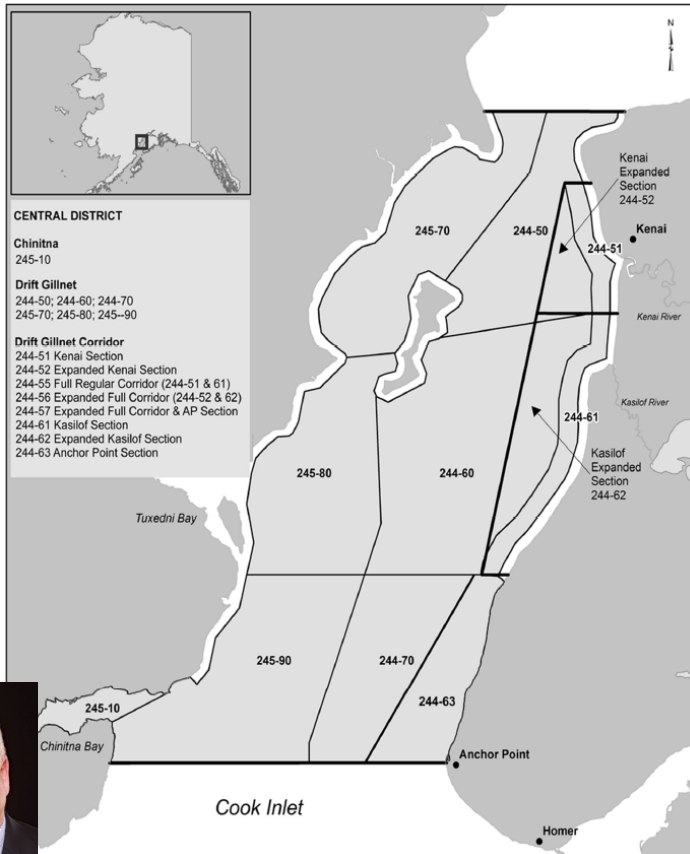 N
CENTRAL DISTRICT
Chinitna
245-10
Drift Gillnet
244-50; 244-60; 244-70
245-70; 245-80; 245--90
Drift Gillnet Corridor
244-51 Kenai Section
244-52 Expanded Kenai Section
244-55 Full Regular Corridor (244-51 & 61)
244-56 Expanded Full Corridor (244-52 & 62)
244-57 Expanded Full Corridor & AP Section
244-61 Kasilof Section
244-62 Expanded Kasilof Section
244-63 Anchor Point Section
Kenai
Expanded
Section
244-52
245-70
244-50
244-51
Kenai
Kenai River
Kasilof River
244-61
Kasilof
Expanded
Section
244-62
245-80
244-60
Tuxedni Bay
245-90
244-70
244-63
245-10
Chinitna Bay
Anchor Point
Cook Inlet
Homer